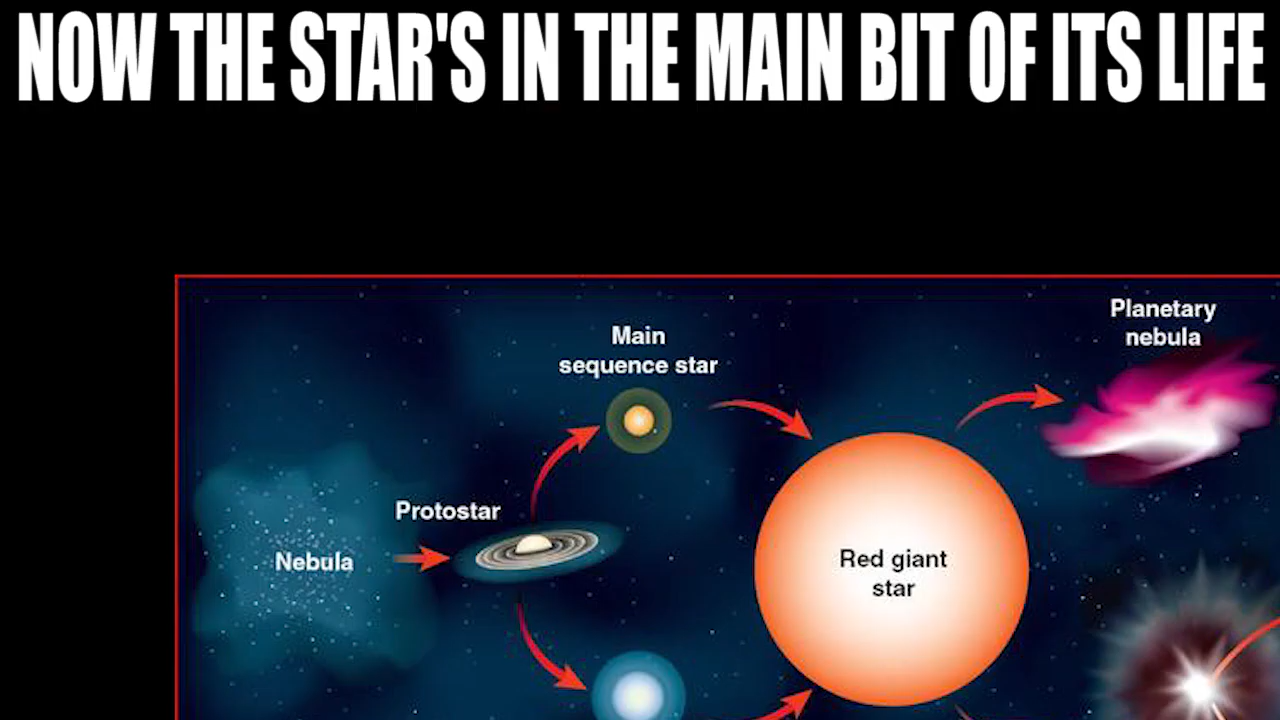 NOW THE STAR'S IN THE MAIN BIT OF ITS LIFE
Planetary
nebula
Main
sequence star
Protostar
Nebula
Red giant
star